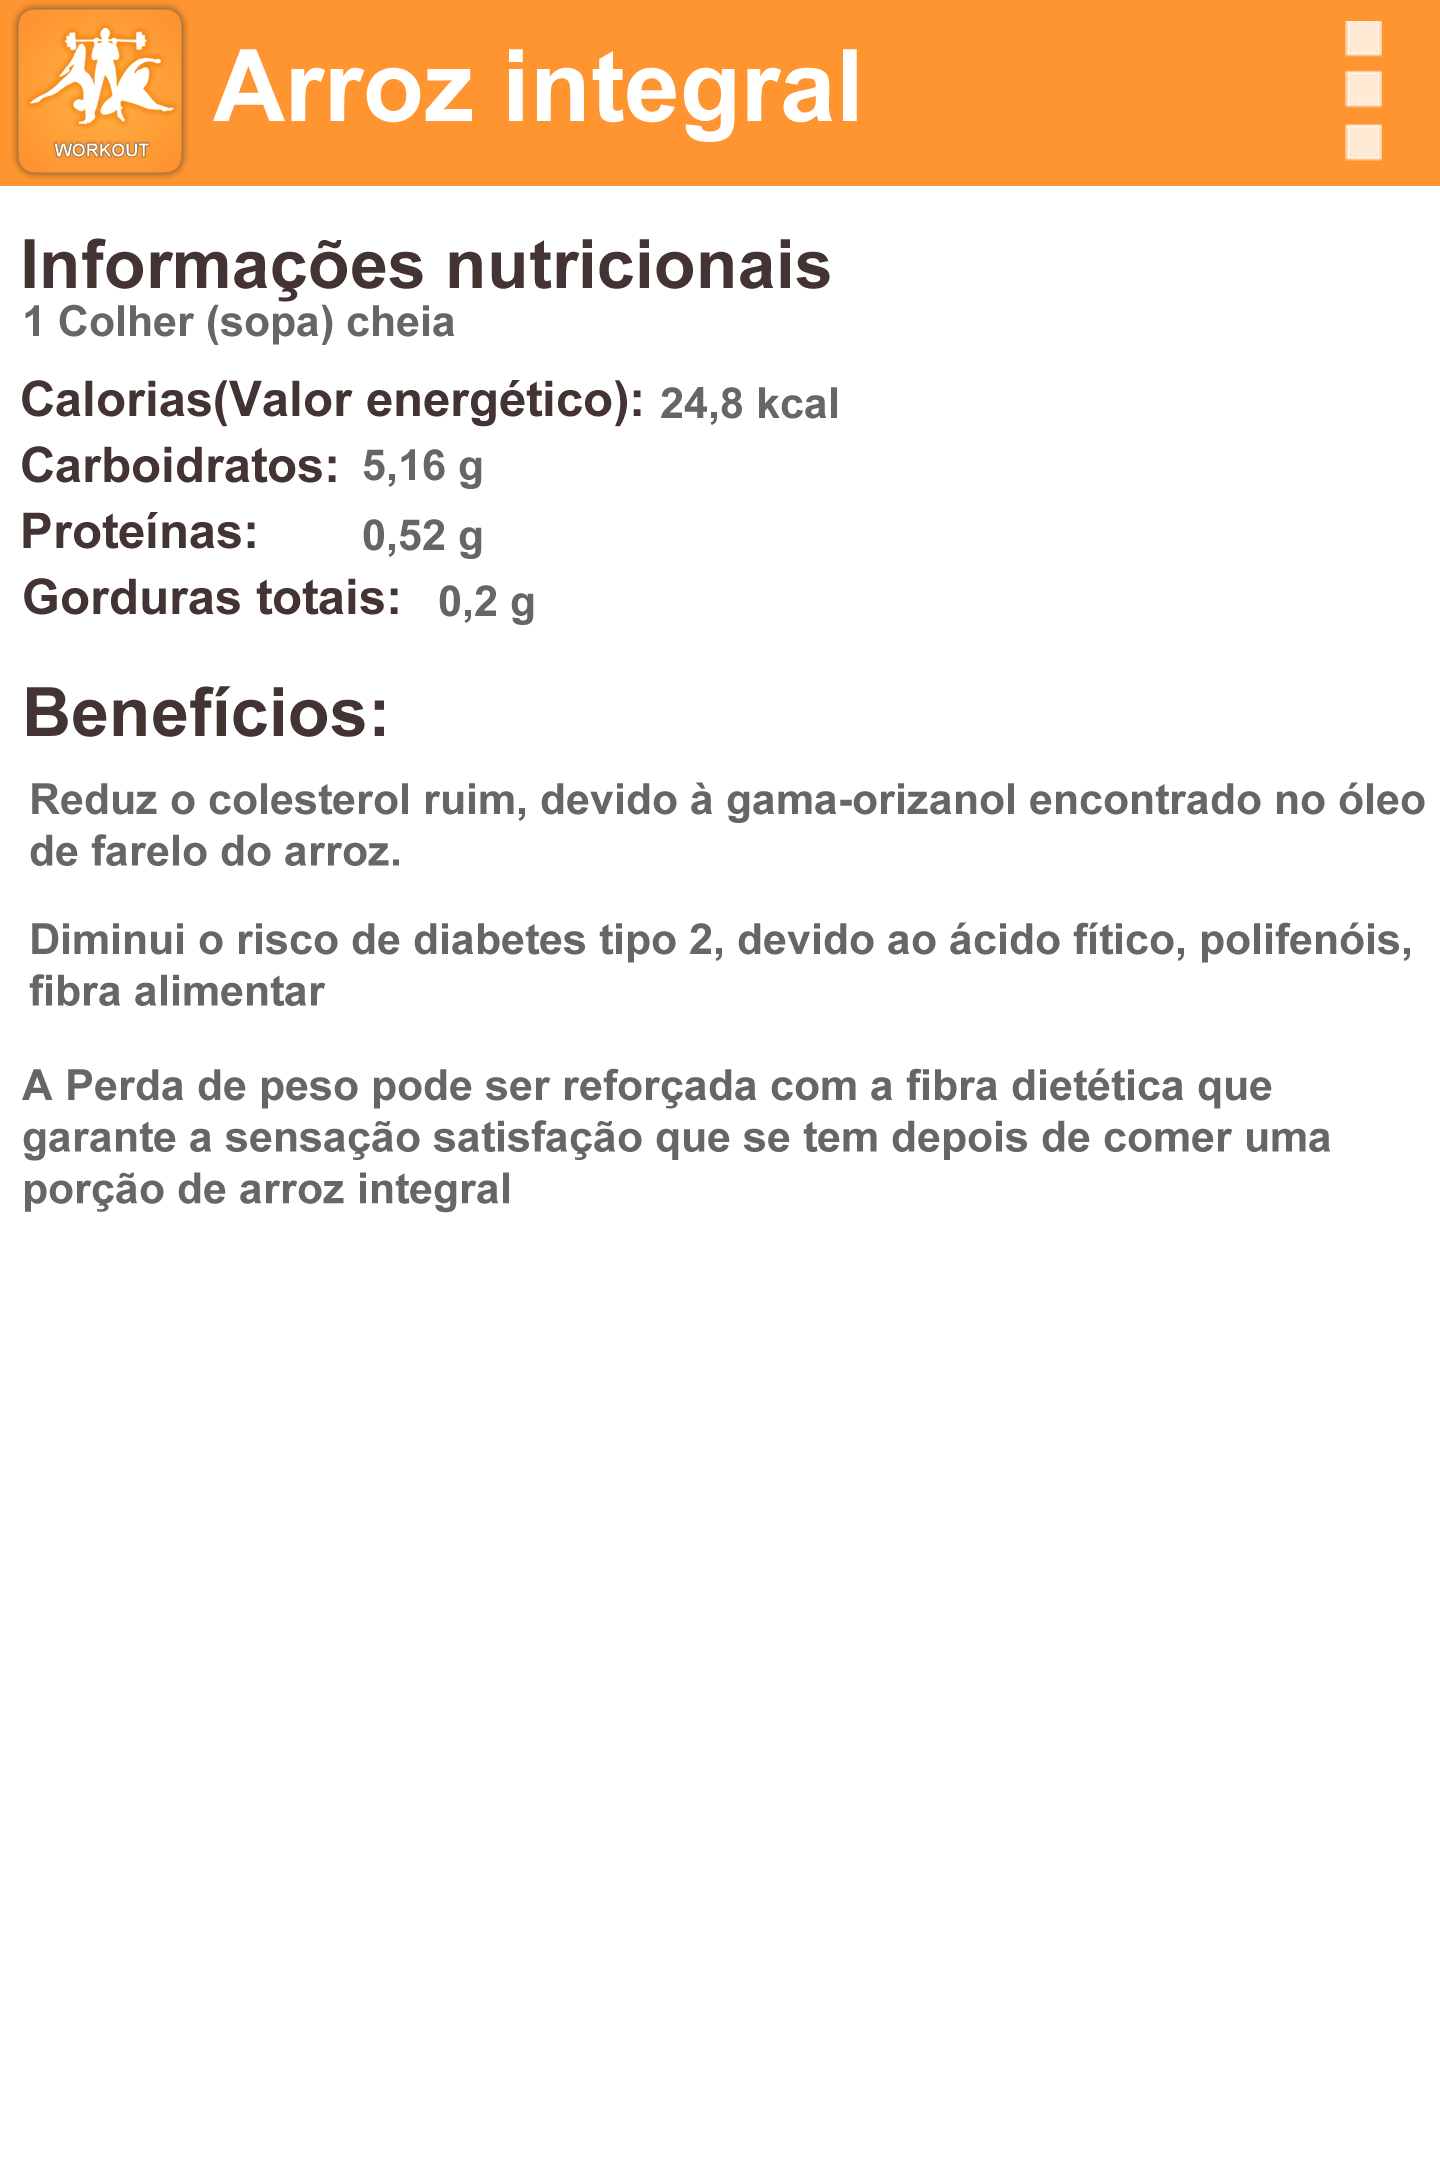 WORKOUT
Arroz integral
Informações nutricionais
1 Colher (sopa) cheia
Calorias(Valor energético): 24,8 kcal
Carboidratos: 5,16 g
Proteínas: 0,52 g
Gorduras totais: 0,2 g
Benefícios:
Reduz o colesterol ruim, devido à gama-orizanol encontrado no óleo
de farelo do arroz.
Diminui o risco de diabetes tipo 2, devido ao ácido fítico, polifenóis,
fibra alimentar
A Perda de peso pode ser reforçada com a fibra dietética que
garante a sensação satisfação que se tem depois de comer uma
porção de arroz integral